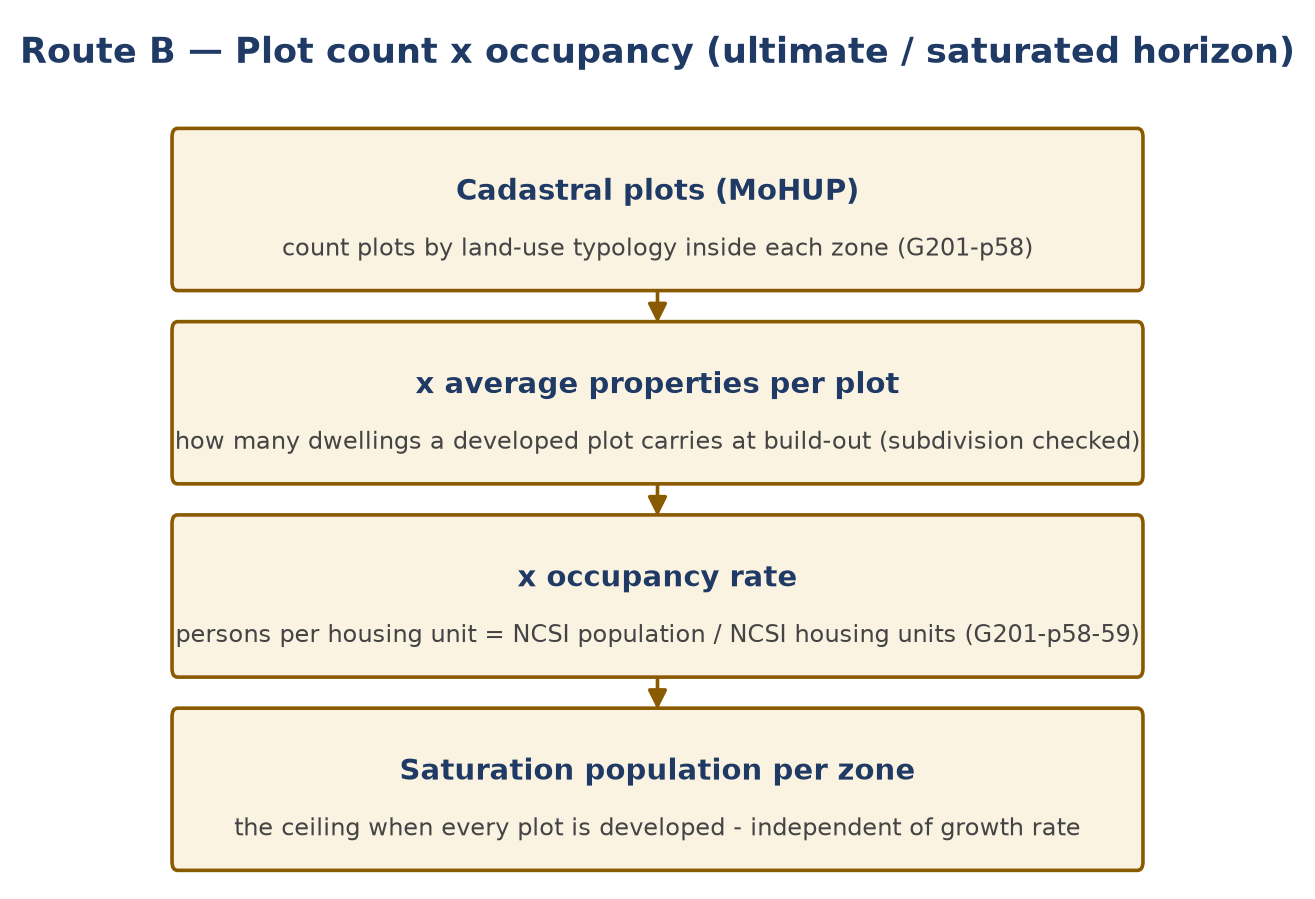 Route B — Plot count x occupancy (ultimate / saturated horizon)
Cadastral plots (MoHUP)
count plots by land-use typology inside each zone (G201-p58)
x average properties per plot
how many dwellings a developed plot carries at build-out (subdivision checked)
x occupancy rate
persons per housing unit = NCSI population / NCSI housing units (G201-p58-59)
Saturation population per zone
the ceiling when every plot is developed - independent of growth rate